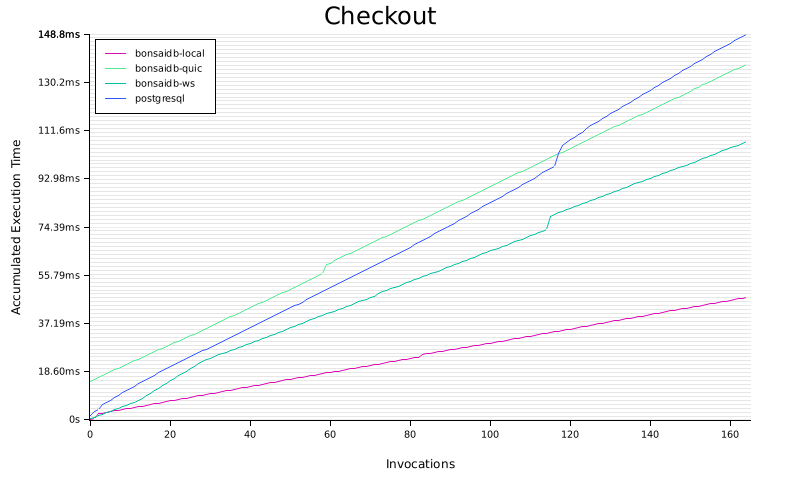 Checkout
148.8ms
130.2ms
111.6ms
92.98ms
74.39ms
55.79ms
37.19ms
18.60ms
0s
bonsaidb-local
bonsaidb-quic
bonsaidb-ws
postgresql
Accumulated Execution Time
0 20 40 60 80 100 120 140 160
Invocations